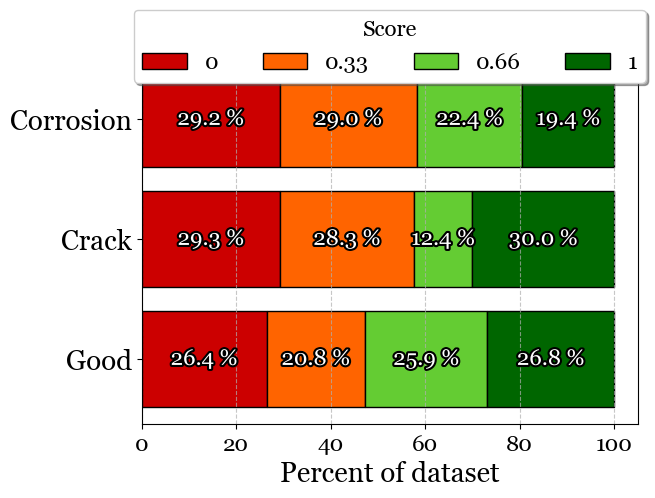 Score
0 0.33 0.66 1
Corrosion 29.2 % 29.0 % 22.4 % 19.4 %
Crack 29.3 % 28.3 % 12.4 % 30.0 %
Good 26.4 % 20.8 % 25.9 % 26.8 %
0 20 40 60 80 100
Percent of dataset